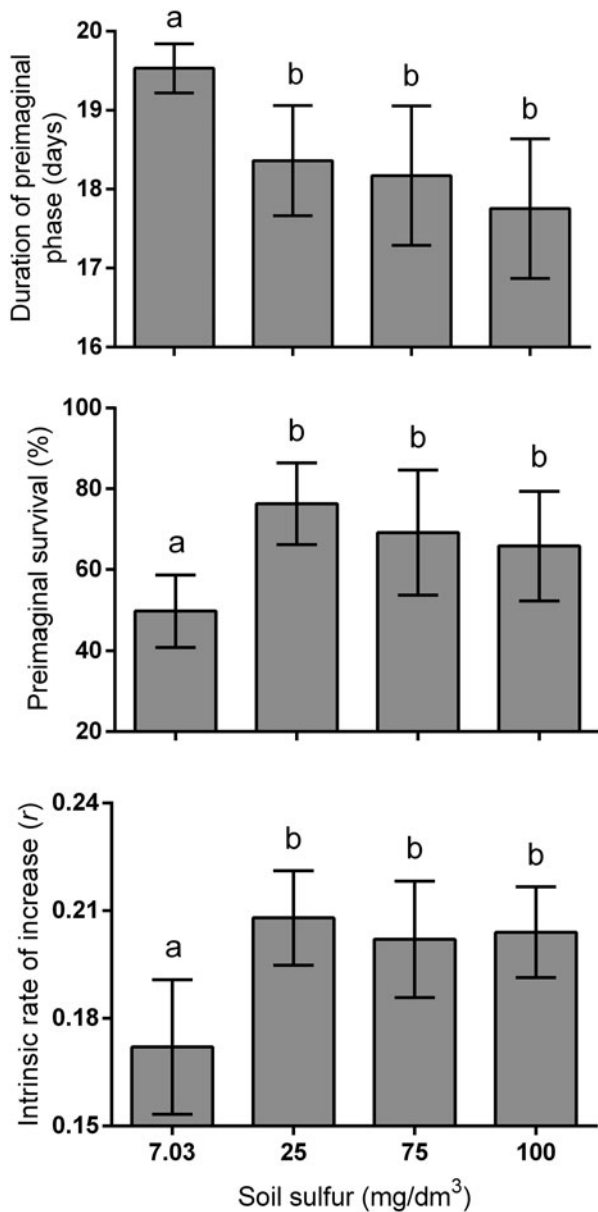 Duration of preimaginal
phase (days)
20
19
18
17
16
a
b
b
b
Preimaginal survival (%)
100
80
60
40
20
a
b
b
b
Intrinsic rate of increase (r)
0.24
0.21
0.18
0.15
a
b
b
b
7.03 25 75 100
Soil sulfur (mg/dm³)